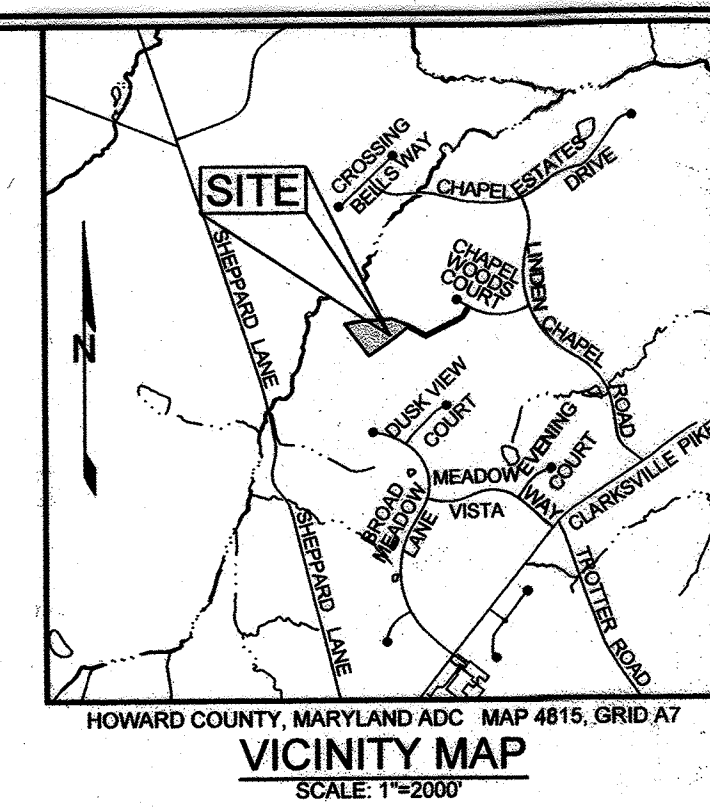 CROSSING
BEILLS WAY
CHAPEL ESTATES
DRIVE
SITE
SHEPPARD LANE
CHAPEL
WOODS
COURT
LINDEN CHAPEL ROAD
N
DUSK VIEW
COURT
EVENING
COURT
MEADOW
VISTA
WAY
CLARKSVILLE PIKE
BROAD
MEADOW
LANE
SHEPPARD LANE
TROTTER ROAD
HOWARD COUNTY, MARYLAND ADC MAP 4815, GRID A7
VICINITY MAP
SCALE: 1"=2000'